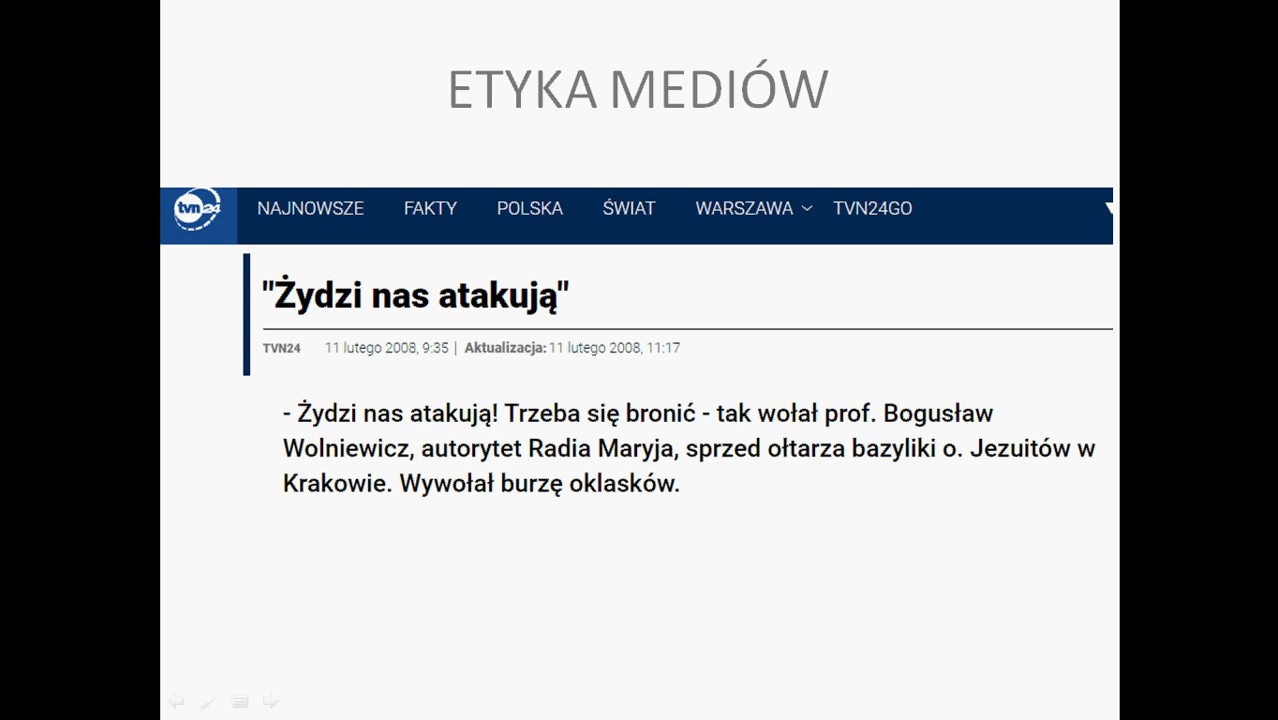 ETYKA MEDIÓW
tvn24 NAJNOWSZE FAKTY POLSKA ŚWIAT WARSZAWA TVN24GO
"Żydzi nas atakują"
TVN24 11 lutego 2008, 9:35 | Aktualizacja: 11 lutego 2008, 11:17
- Żydzi nas atakują! Trzeba się bronić - tak wołał prof. Bogusław
Wolniewicz, autorytet Radia Maryja, sprzed ołtarza bazyliki o. Jezuitów w
Krakowie. Wywołał burzę oklasków.